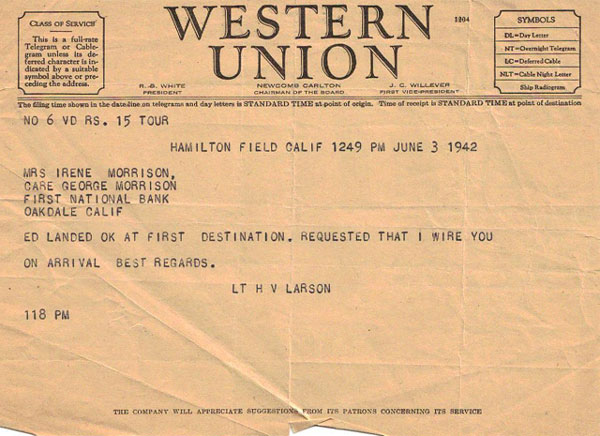 CLASS OF SERVICE
This is a full-rate
Telegram or Cable-
gram unless its de-
ferred character is in-
dicated by a suitable
symbol above or pre-
ceding the address.
WESTERN
UNION
1204
R. B. WHITE
PRESIDENT
NEWCOMB CARLTON
CHAIRMAN OF THE BOARD
J. C. WILLEVER
FIRST VICE-PRESIDENT
SYMBOLS
DL=Day Letter
NT=Overnight Telegram
LC=Deferred Cable
NLT=Cable Night Letter
Ship Radiogram
The filing time shown in the date line on telegrams and day letters is STANDARD TIME at point of origin. Time of receipt is STANDARD TIME at point of destination
NO 6 VD RS. 15 TOUR
HAMILTON FIELD CALIF 1249 PM JUNE 3 1942
MRS IRENE MORRISON,
CARE GEORGE MORRISON
FIRST NATIONAL BANK
OAKDALE CALIF
ED LANDED OK AT FIRST DESTINATION. REQUESTED THAT I WIRE YOU
ON ARRIVAL BEST REGARDS.
LT H V LARSON
118 PM
THE COMPANY WILL APPRECIATE SUGGESTIONS FROM ITS PATRONS CONCERNING ITS SERVICE